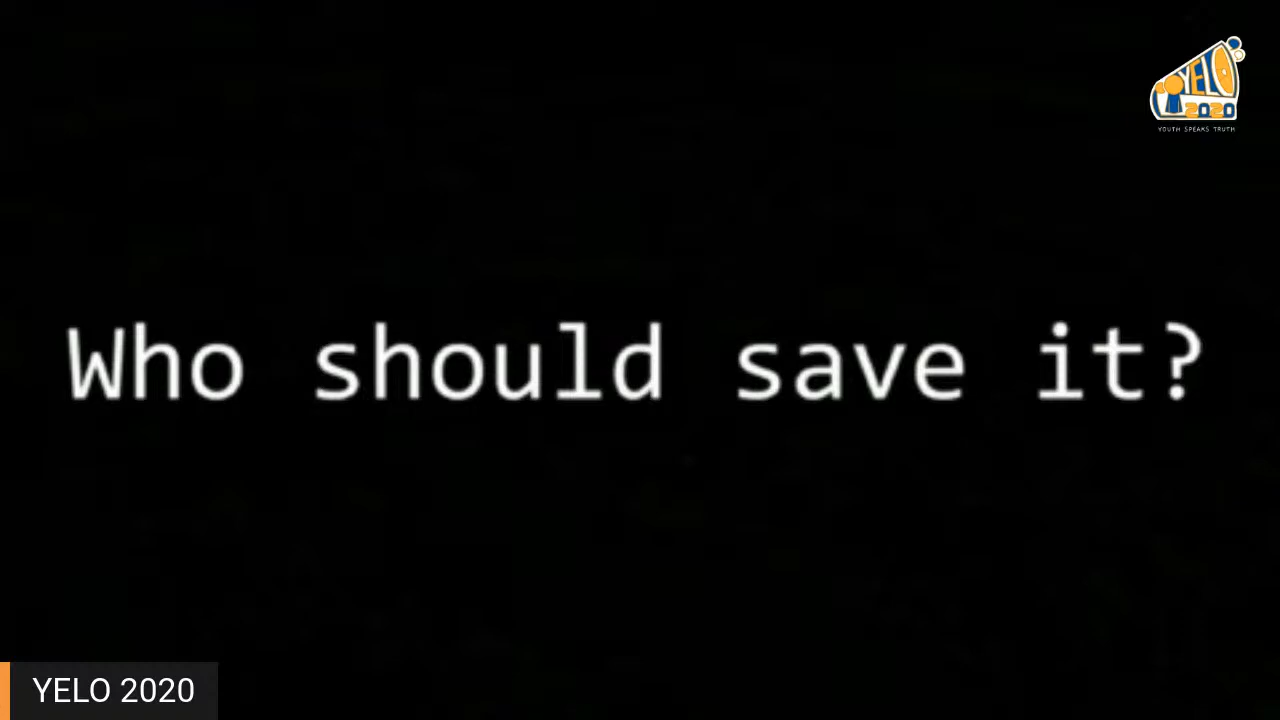 YELO
2020
YOUTH SPEAKS TRUTH
Who should save it?
YELO 2020